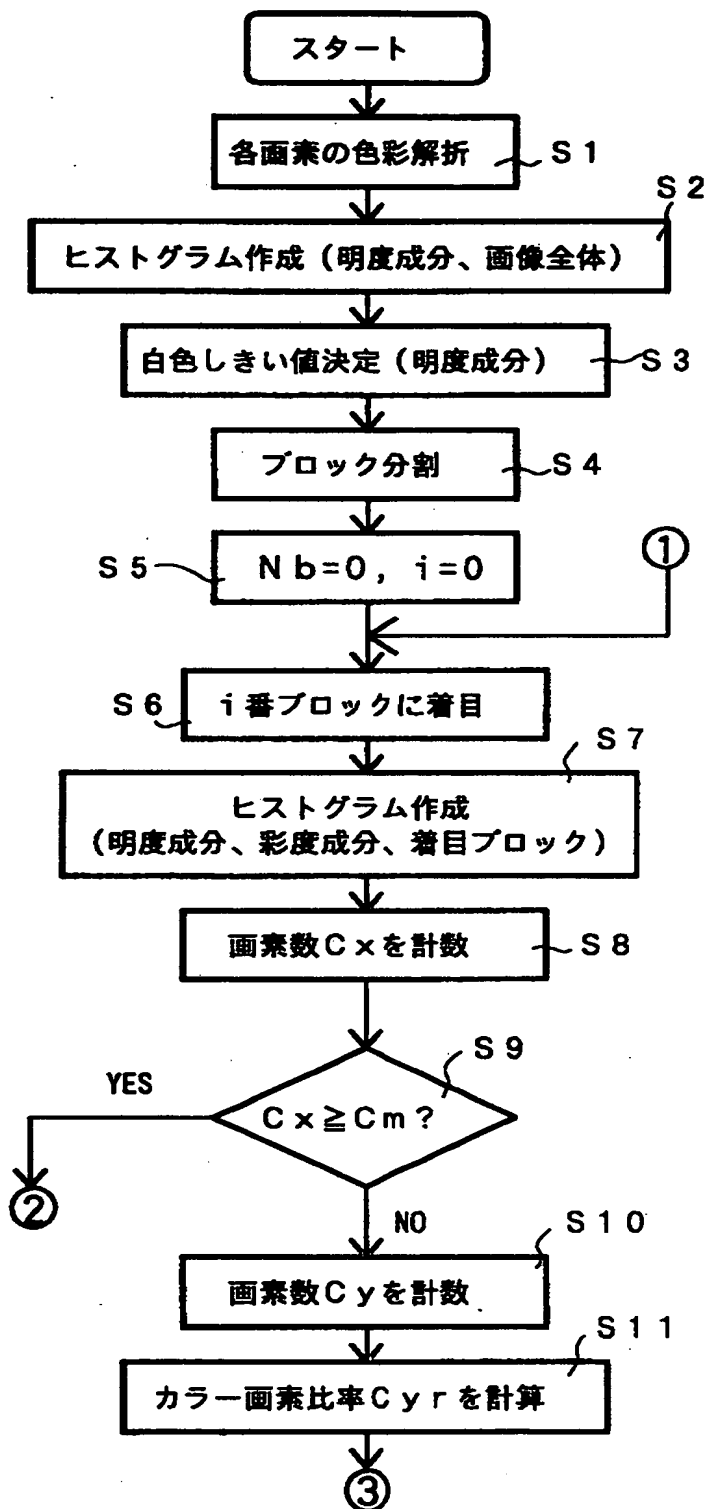 スタート
各画素の色彩解折 S1
S2
ヒストグラム作成（明度成分、画像全体）
白色しきい値決定（明度成分） S3
ブロック分割 S4
①
S5 Nb=0, i=0
S6 i番ブロックに着目
S7
ヒストグラム作成
（明度成分、彩度成分、着目ブロック）
画素数Cxを計数 S8
S9
YES
Cx≧Cm?
②
NO
S10
画素数Cyを計数
S11
カラー画素比率Cyrを計算
③